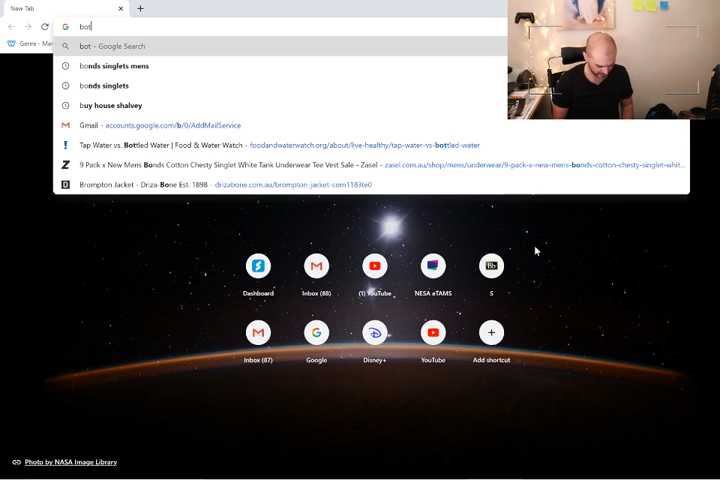 New Tab
bot
Genre - Mar
bot - Google Search
bonds singlets mens
bonds singlets
buy house shalvey
Gmail - accounts.google.com/b/0/AddMailService
Tap Water vs. Bottled Water | Food & Water Watch - foodandwaterwatch.org/about/live-healthy/tap-water-vs-bottled-water
9 Pack x New Mens Bonds Cotton Chesty Singlet White Tank Underwear Tee Vest Sale - Zasel - zasel.com.au/shop/mens/underwear/9-pack-x-new-mens-bonds-cotton-chesty-singlet-whit...
Brompton Jacket - Driza-Bone Est. 1898 - drizabone.com.au/brompton-jacket-com1183te0
Dashboard
Inbox (88)
(1) YouTube
NESA eTAMS
S
Inbox (87)
Google
Disney+
YouTube
Add shortcut
Photo by NASA Image Library